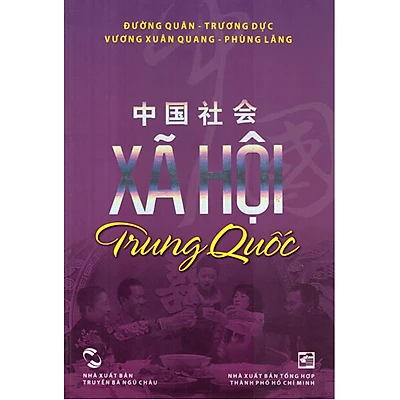 ĐƯỜNG QUÂN - TRƯƠNG DỰC
VƯƠNG XUÂN QUANG - PHÙNG LĂNG
中国社会
XÃ HỘI
Trung Quốc
NHÀ XUẤT BẢN
TRUYỀN BÁ NGŨ CHÂU
NHÀ XUẤT BẢN TỔNG HỢP
THÀNH PHỐ HỒ CHÍ MINH